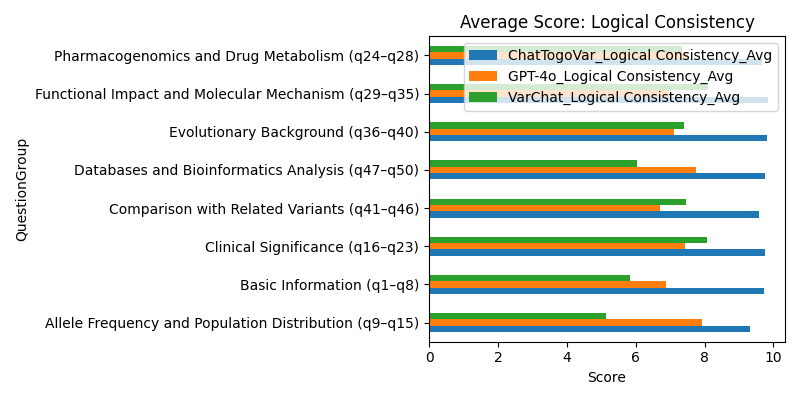 Average Score: Logical Consistency
ChatTogoVar_Logical Consistency_Avg
GPT-4o_Logical Consistency_Avg
VarChat_Logical Consistency_Avg
QuestionGroup
Pharmacogenomics and Drug Metabolism (q24–q28)
Functional Impact and Molecular Mechanism (q29–q35)
Evolutionary Background (q36–q40)
Databases and Bioinformatics Analysis (q47–q50)
Comparison with Related Variants (q41–q46)
Clinical Significance (q16–q23)
Basic Information (q1–q8)
Allele Frequency and Population Distribution (q9–q15)
0 2 4 6 8 10
Score